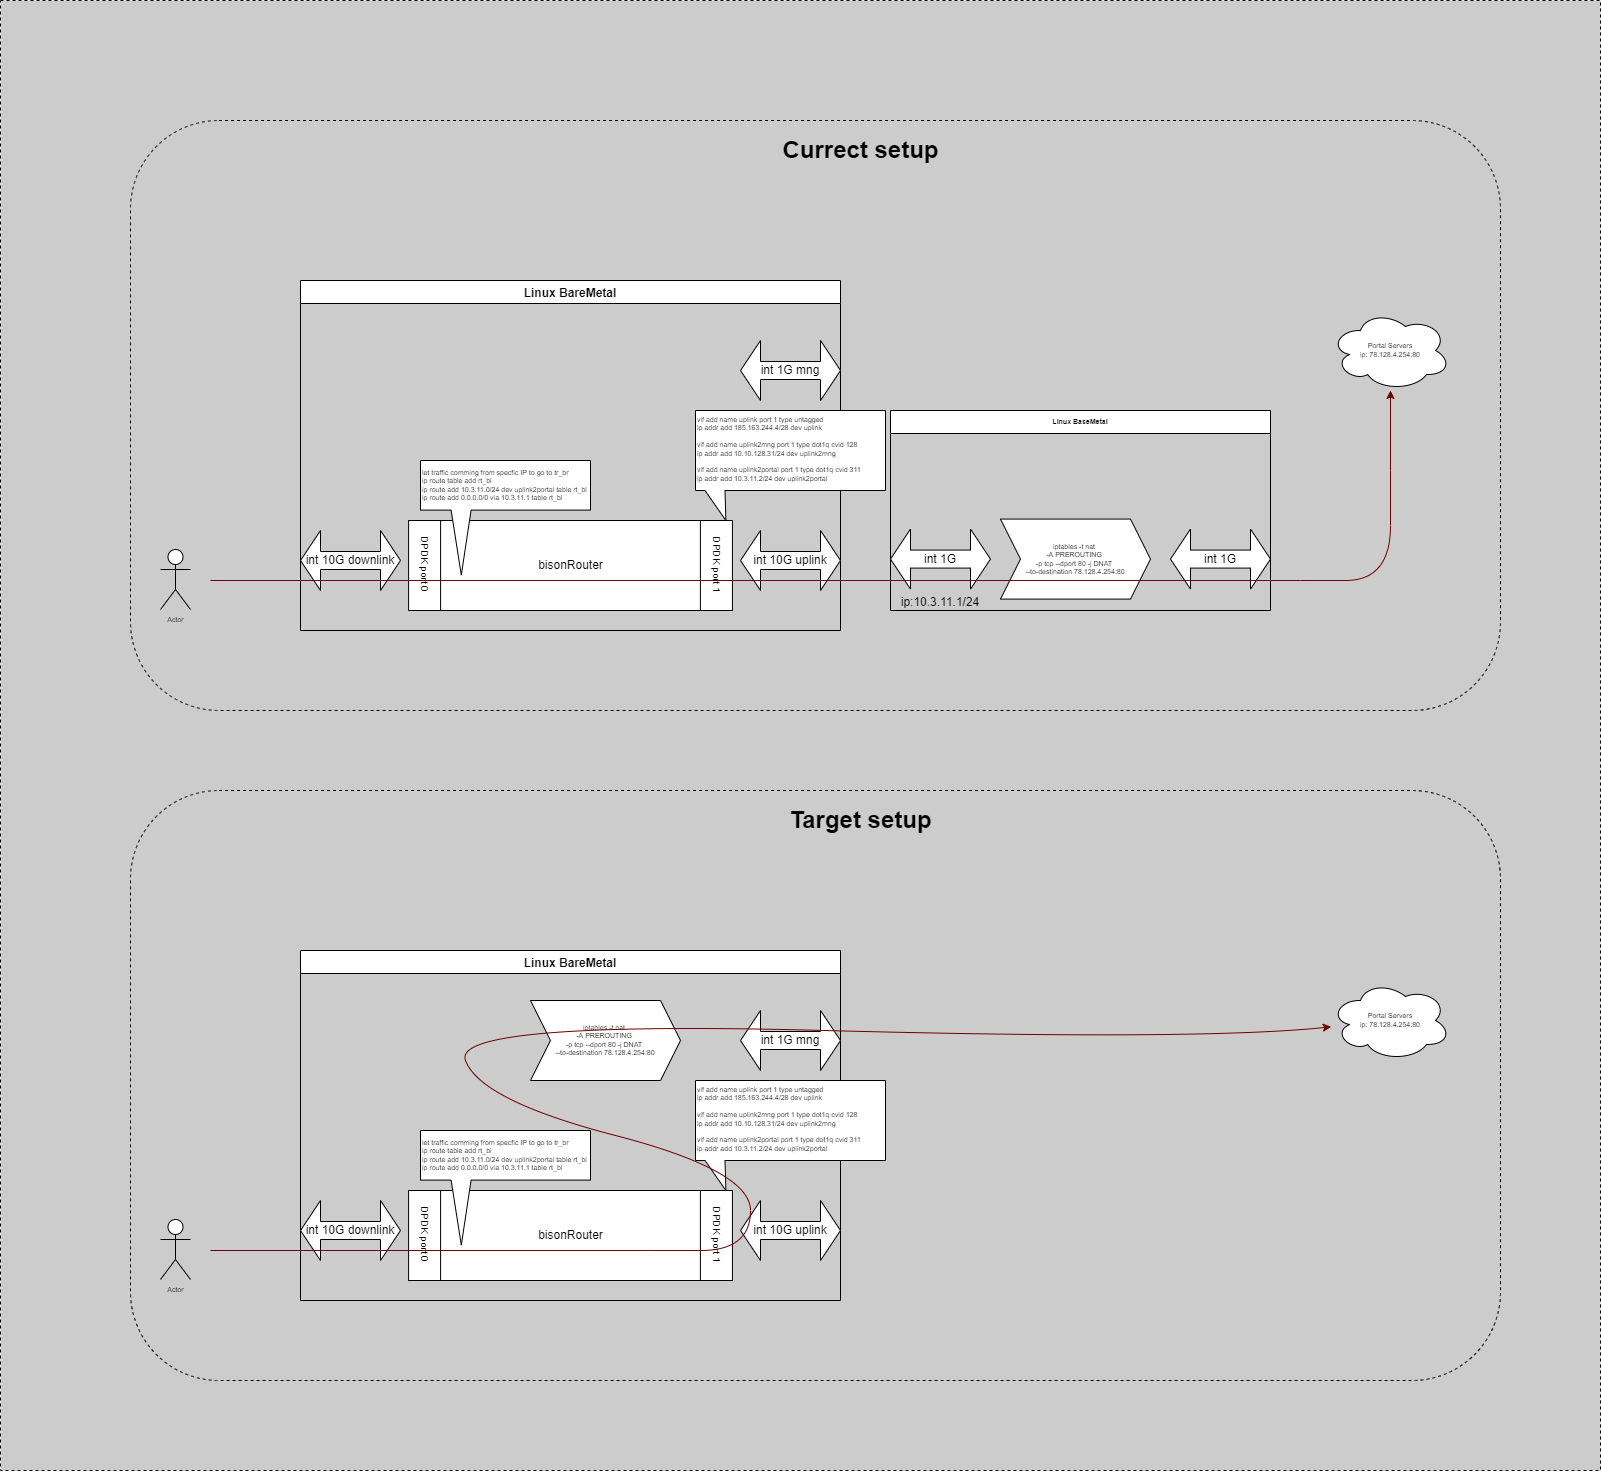 Currect setup
Linux BareMetal
int 1G mng
Portal Servers
ip: 78.128.4.254:80
vif add name uplink port 1 type untagged
ip addr add 185.163.244.4/28 dev uplink
vif add name uplink2mng port 1 type dot1q cvid 128
ip addr add 10.10.128.31/24 dev uplink2mng
vif add name uplink2portal port 1 type dot1q cvid 311
ip addr add 10.3.11.2/24 dev uplink2portal
Linux BaseMetal
let traffic comming from specfic IP to go to tr_br
ip route table add rt_bl
ip route add 10.3.11.0/24 dev uplink2portal table rt_bl
ip route add 0.0.0.0/0 via 10.3.11.1 table rt_bl
int 10G downlink
DPDK port 0
bisonRouter
DPDK port 1
int 10G uplink
int 1G
iptables -t nat
-A PREROUTING
-p tcp --dport 80 -j DNAT
--to-destination 78.128.4.254:80
int 1G
ip:10.3.11.1/24
Actor
Target setup
Linux BareMetal
iptables -t nat
-A PREROUTING
-p tcp --dport 80 -j DNAT
--to-destination 78.128.4.254:80
int 1G mng
Portal Servers
ip: 78.128.4.254:80
vif add name uplink port 1 type untagged
ip addr add 185.163.244.4/28 dev uplink
vif add name uplink2mng port 1 type dot1q cvid 128
ip addr add 10.10.128.31/24 dev uplink2mng
vif add name uplink2portal port 1 type dot1q cvid 311
ip addr add 10.3.11.2/24 dev uplink2portal
let traffic comming from specfic IP to go to tr_br
ip route table add rt_bl
ip route add 10.3.11.0/24 dev uplink2portal table rt_bl
ip route add 0.0.0.0/0 via 10.3.11.1 table rt_bl
int 10G downlink
DPDK port 0
bisonRouter
DPDK port 1
int 10G uplink
Actor